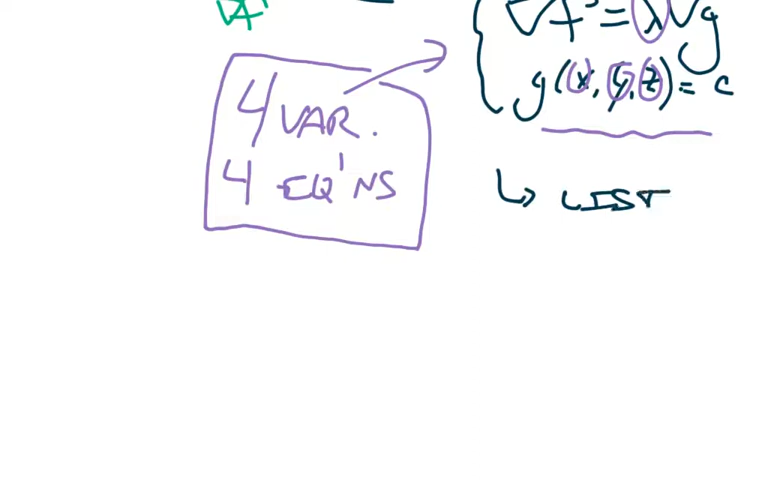 ∇f
∇f = λ∇g
g(x, y, z) = c
4 VAR.
4 EQ'NS
↳ LIST